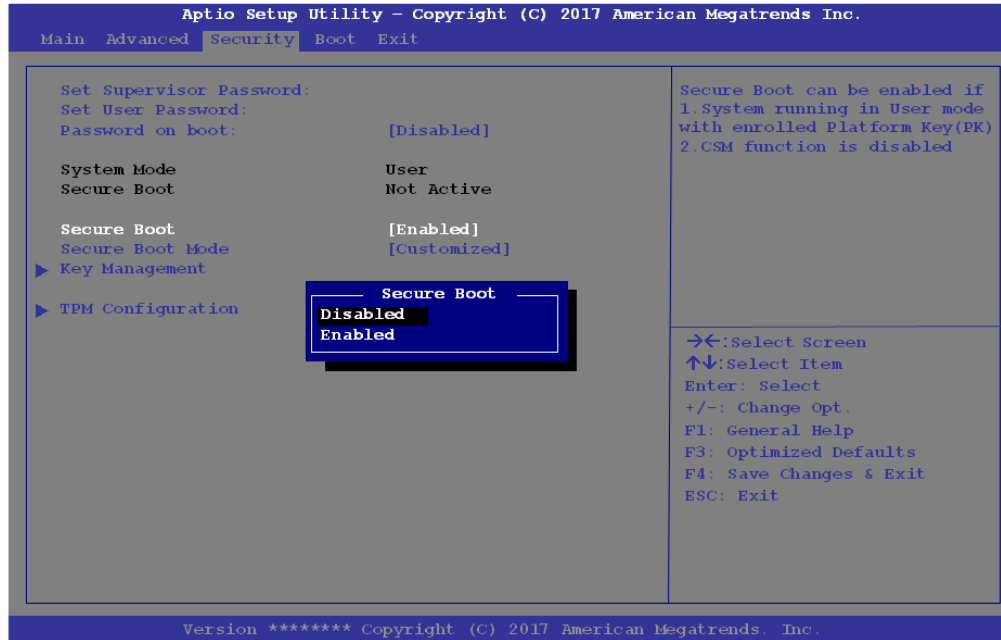 Aptio Setup Utility – Copyright (C) 2017 American Megatrends Inc.
Main Advanced Security Boot Exit
Set Supervisor Password:
Set User Password:
Password on boot: [Disabled]
System Mode User
Secure Boot Not Active
Secure Boot [Enabled]
Secure Boot Mode [Customized]
Key Management
TPM Configuration
Secure Boot
Disabled
Enabled
Secure Boot can be enabled if
1.System running in User mode
with enrolled Platform Key(PK)
2.CSM function is disabled
→←:Select Screen
↑↓:Select Item
Enter: Select
+/-: Change Opt.
F1: General Help
F3: Optimized Defaults
F4: Save Changes & Exit
ESC: Exit
Version ******** Copyright (C) 2017 American Megatrends. Inc.